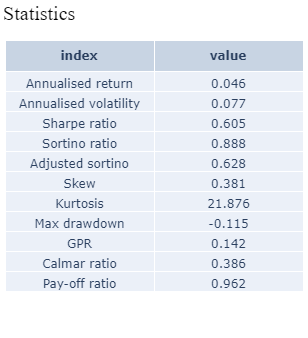 Statistics
index value
Annualised return 0.046
Annualised volatility 0.077
Sharpe ratio 0.605
Sortino ratio 0.888
Adjusted sortino 0.628
Skew 0.381
Kurtosis 21.876
Max drawdown -0.115
GPR 0.142
Calmar ratio 0.386
Pay-off ratio 0.962